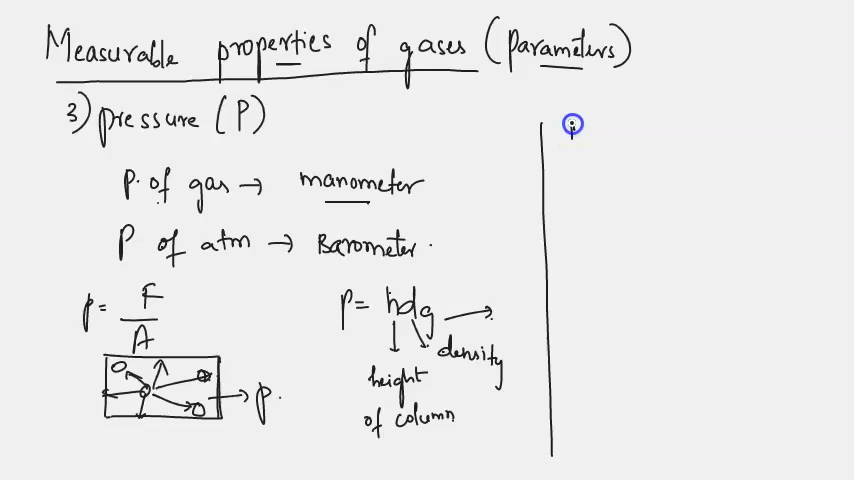 Measurable properties of gases (parameters)
3) pressure (P)
P. of gas → manometer
P of atm → Barometer.
P = F/A
P = hdg →
density
height
of column
→ P.